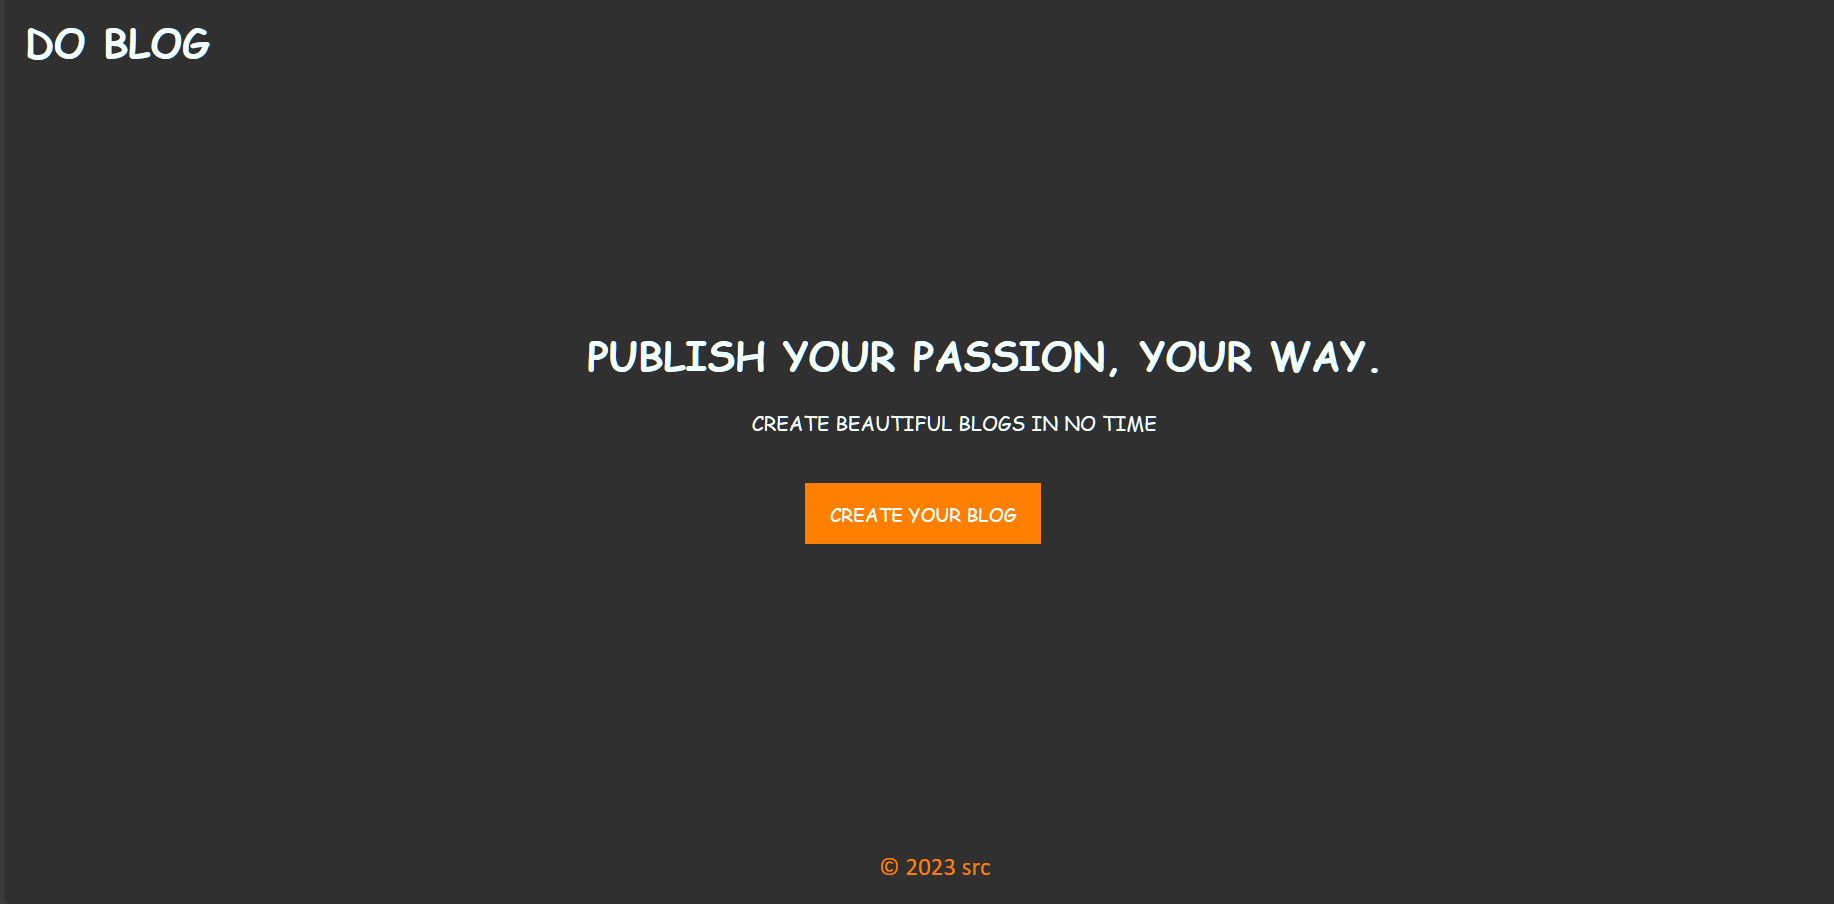 DO BLOG
PUBLISH YOUR PASSION, YOUR WAY.
CREATE BEAUTIFUL BLOGS IN NO TIME
CREATE YOUR BLOG
© 2023 src